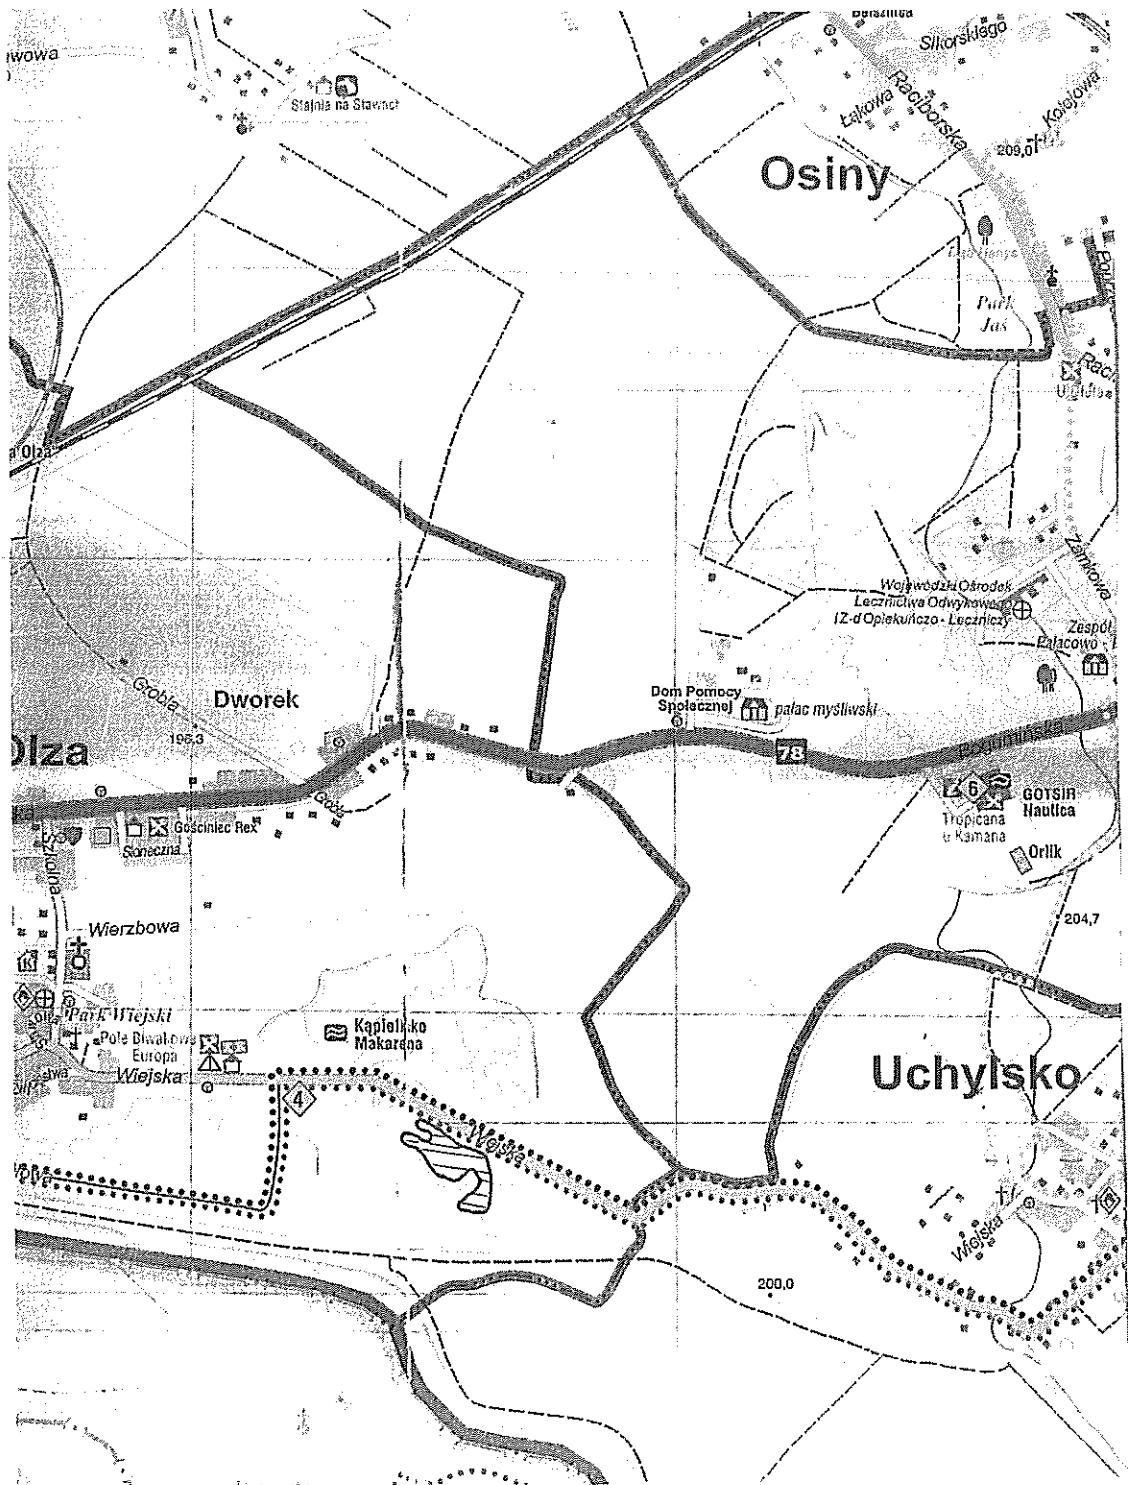 Sikorskiego
Stajnia na Stawach
Łąkowa
Raciborska
Kolejowa
209,0
Osiny
Park
Jaś
Zamkowa
Wojewódzki Ośrodek
Lecznictwa Odwykowego
i Z-d Opiekuńczo - Leczniczy
Zespół
Pałacowo -
Grobla
Dworek
196,3
Olza
Dom Pomocy
Społecznej
pałac myśliwski
78
Bogumińska
6
GOTSiR
Nautica
Tropicana
u Kamana
Orlik
Grobla
Gościniec Rex
Słoneczna
Szkolna
Wierzbowa
204,7
Park Wiejski
Pole Biwakowe
Europa
Wiejska
Kąpielisko
Makarena
4
Uchylsko
Wiejska
Wiejska
200,0